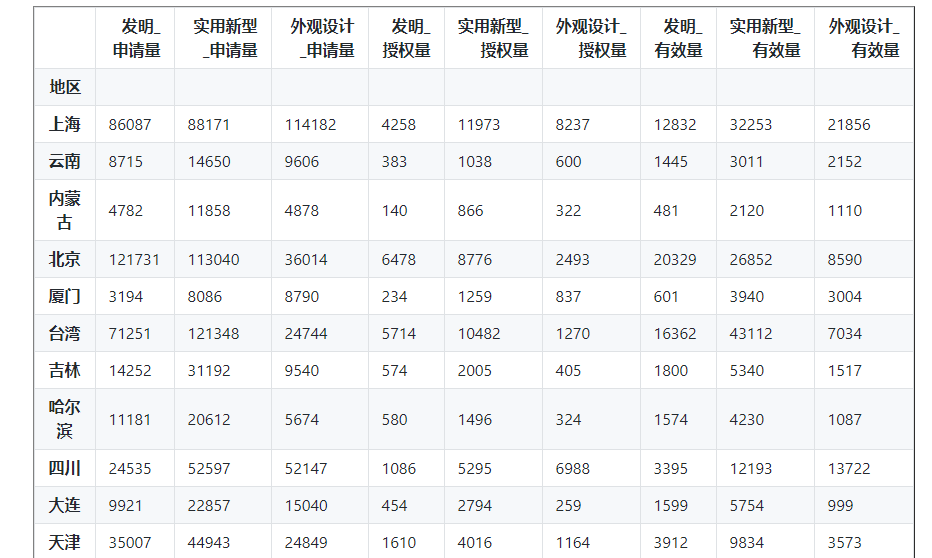 发明_申请量 实用新型_申请量 外观设计_申请量 发明_授权量 实用新型_授权量 外观设计_授权量 发明_有效量 实用新型_有效量 外观设计_有效量
地区
上海 86087 88171 114182 4258 11973 8237 12832 32253 21856
云南 8715 14650 9606 383 1038 600 1445 3011 2152
内蒙古 4782 11858 4878 140 866 322 481 2120 1110
北京 121731 113040 36014 6478 8776 2493 20329 26852 8590
厦门 3194 8086 8790 234 1259 837 601 3940 3004
台湾 71251 121348 24744 5714 10482 1270 16362 43112 7034
吉林 14252 31192 9540 574 2005 405 1800 5340 1517
哈尔滨 11181 20612 5674 580 1496 324 1574 4230 1087
四川 24535 52597 52147 1086 5295 6988 3395 12193 13722
大连 9921 22857 15040 454 2794 259 1599 5754 999
天津 35007 44943 24849 1610 4016 1164 3912 9834 3573